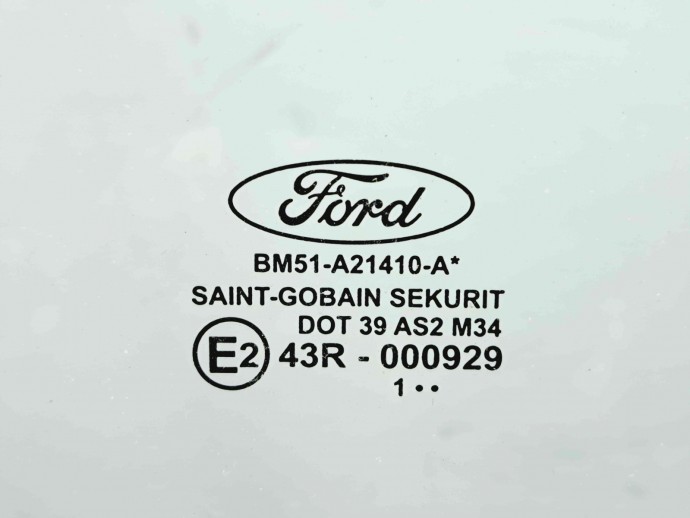 Ford
BM51-A21410-A*
SAINT-GOBAIN SEKURIT
DOT 39 AS2 M34
E2 43R - 000929
1 ••